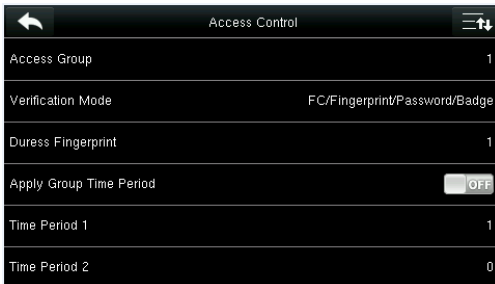 Access Control
Access Group 1
Verification Mode FC/Fingerprint/Password/Badge
Duress Fingerprint 1
Apply Group Time Period OFF
Time Period 1 1
Time Period 2 0